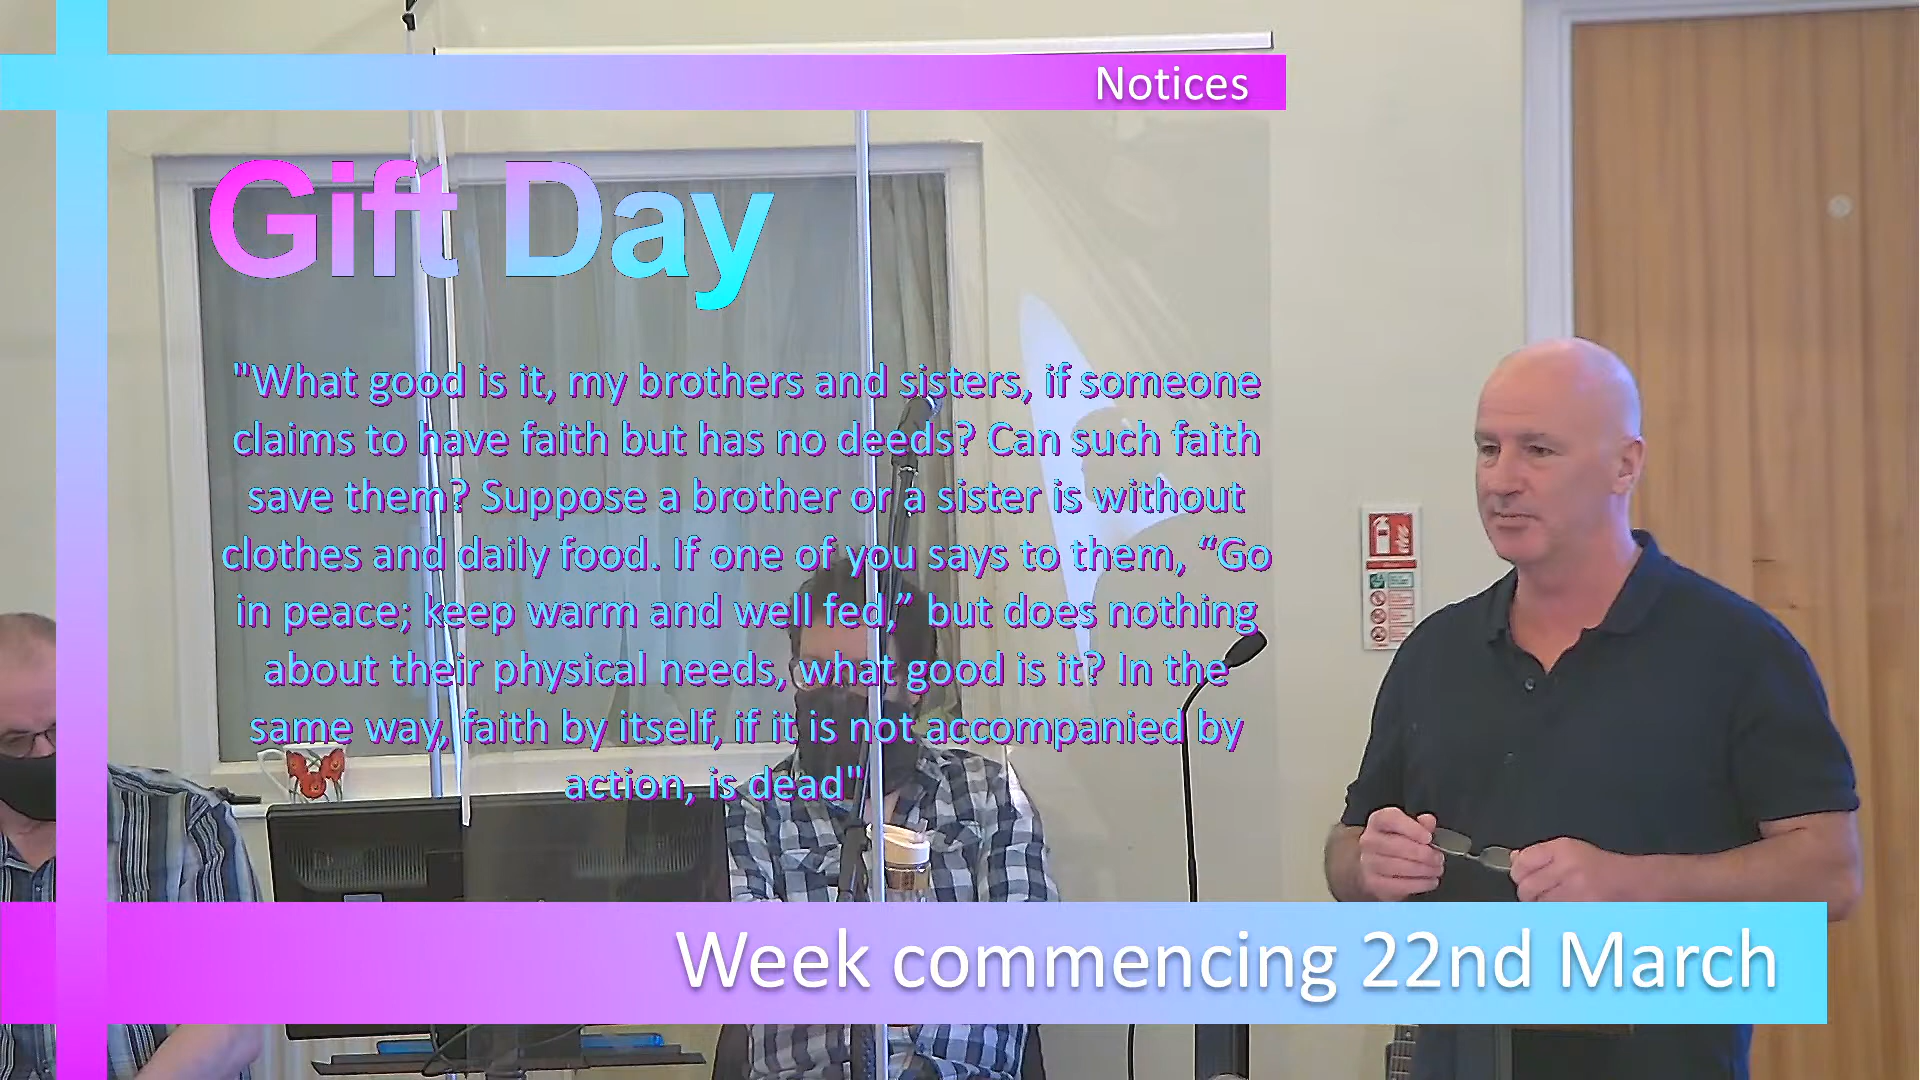 Notices
Gift Day
"What good is it, my brothers and sisters, if someone
claims to have faith but has no deeds? Can such faith
save them? Suppose a brother or a sister is without
clothes and daily food. If one of you says to them, “Go
in peace; keep warm and well fed,” but does nothing
about their physical needs, what good is it? In the
same way, faith by itself, if it is not accompanied by
action, is dead"
Week commencing 22nd March